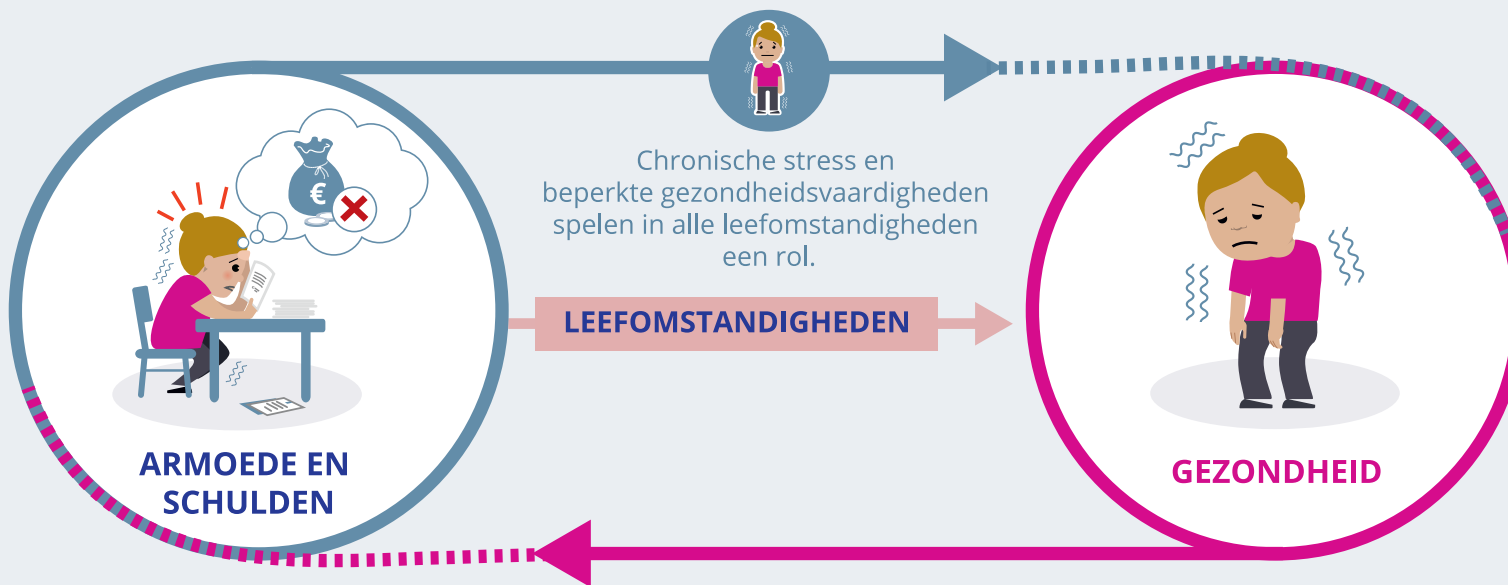 €
Chronische stress en
beperkte gezondheidsvaardigheden
spelen in alle leefomstandigheden
een rol.
LEEFOMSTANDIGHEDEN
ARMOEDE EN
SCHULDEN
GEZONDHEID